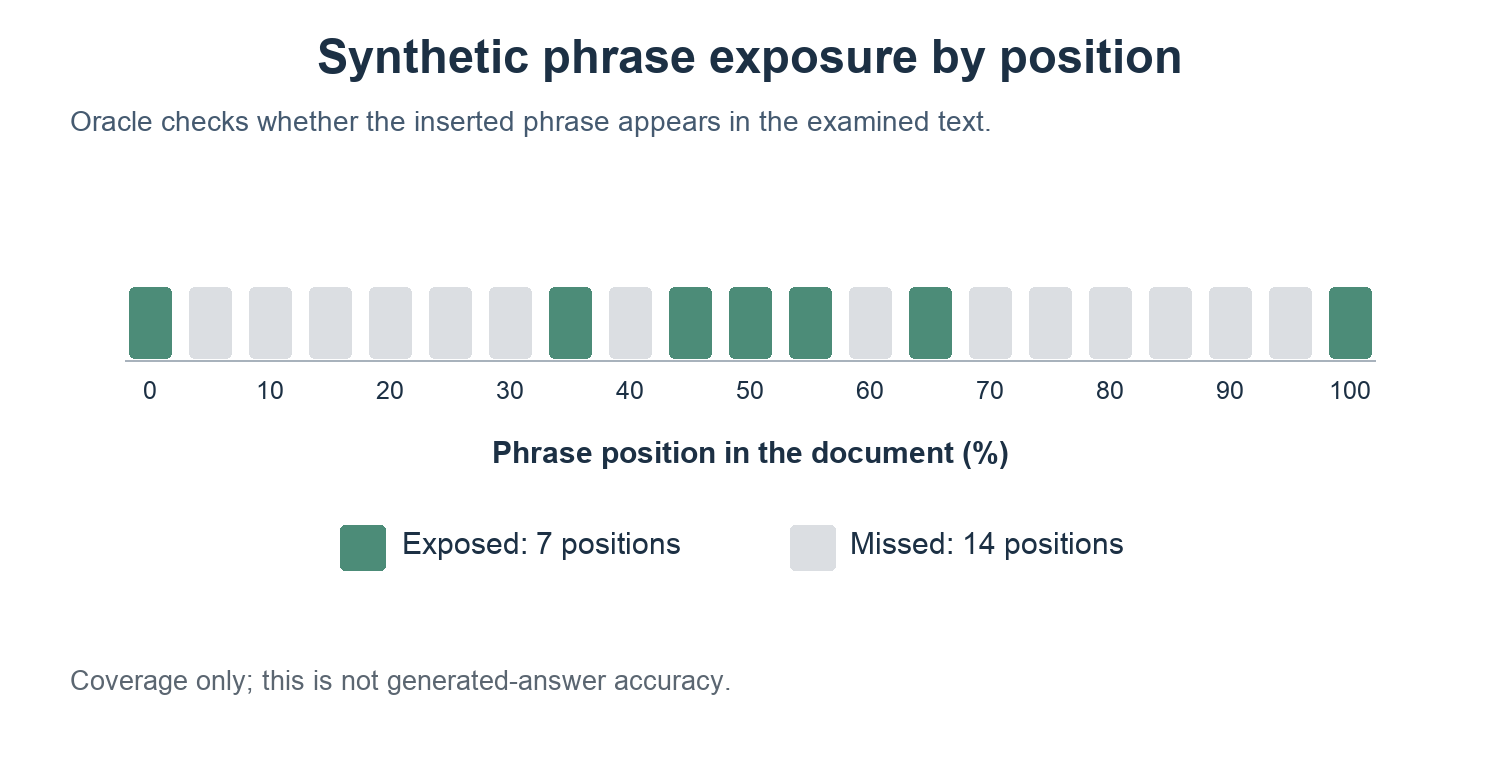 Synthetic phrase exposure by position
Oracle checks whether the inserted phrase appears in the examined text.
0 10 20 30 40 50 60 70 80 90 100
Phrase position in the document (%)
Exposed: 7 positions Missed: 14 positions
Coverage only; this is not generated-answer accuracy.